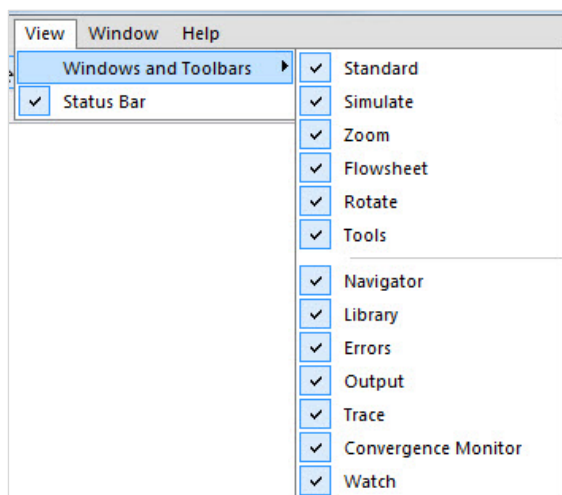 View Window Help
Windows and Toolbars
Status Bar
Standard
Simulate
Zoom
Flowsheet
Rotate
Tools
Navigator
Library
Errors
Output
Trace
Convergence Monitor
Watch